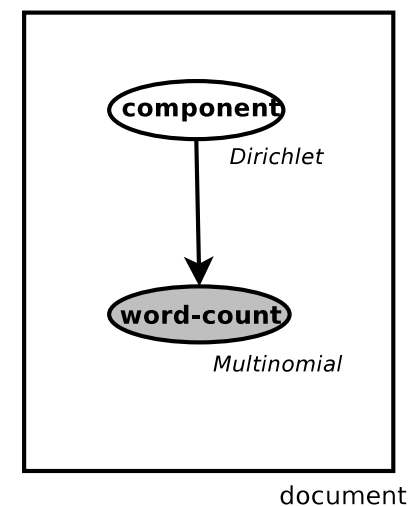 component
Dirichlet
word-count
Multinomial
document